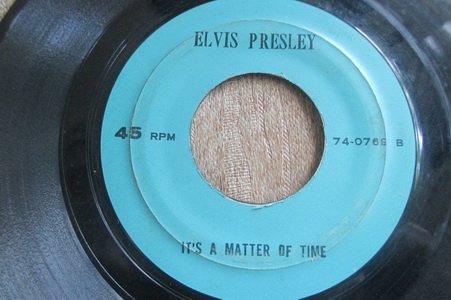 ELVIS PRESLEY
45 RPM
74-0769 B
IT'S A MATTER OF TIME